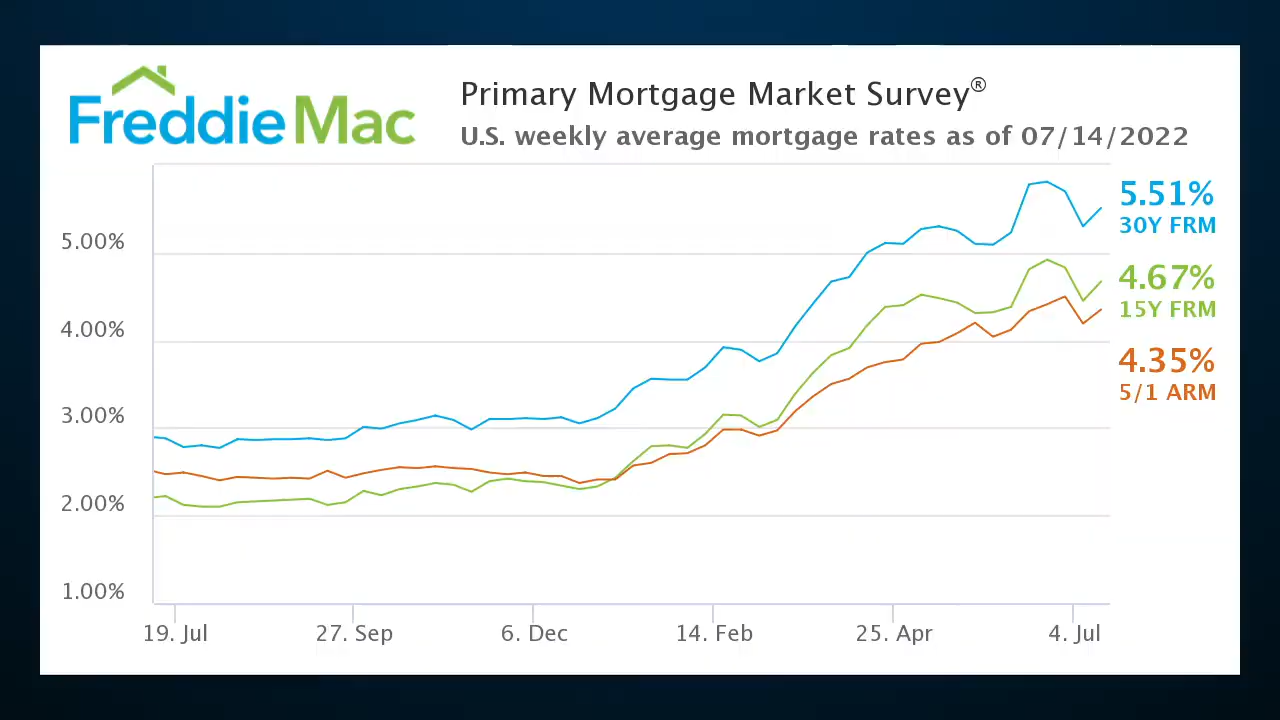 Freddie Mac
Primary Mortgage Market Survey®
U.S. weekly average mortgage rates as of 07/14/2022
5.51%
30Y FRM
4.67%
15Y FRM
4.35%
5/1 ARM
5.00%
4.00%
3.00%
2.00%
1.00%
19. Jul
27. Sep
6. Dec
14. Feb
25. Apr
4. Jul